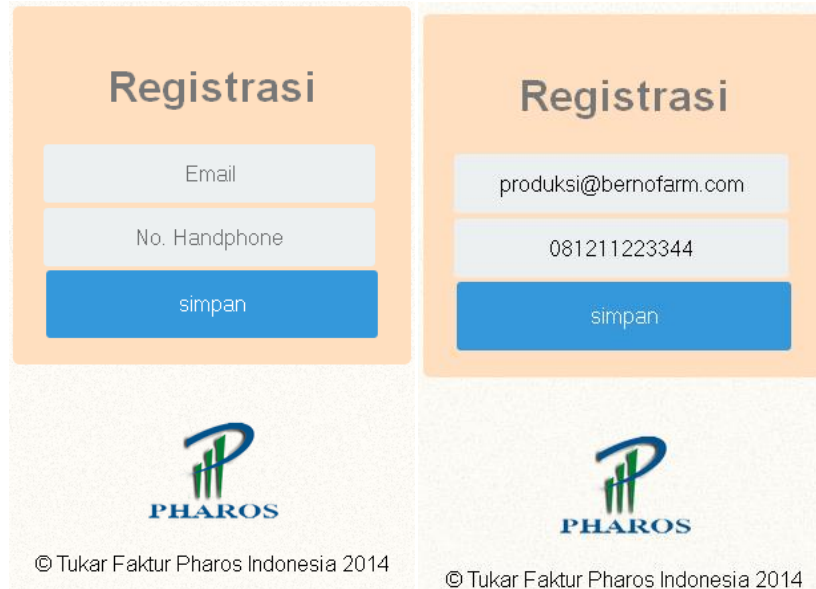 Registrasi
Email
No. Handphone
simpan
PHAROS
© Tukar Faktur Pharos Indonesia 2014
Registrasi
produksi@bernofarm.com
081211223344
simpan
PHAROS
© Tukar Faktur Pharos Indonesia 2014